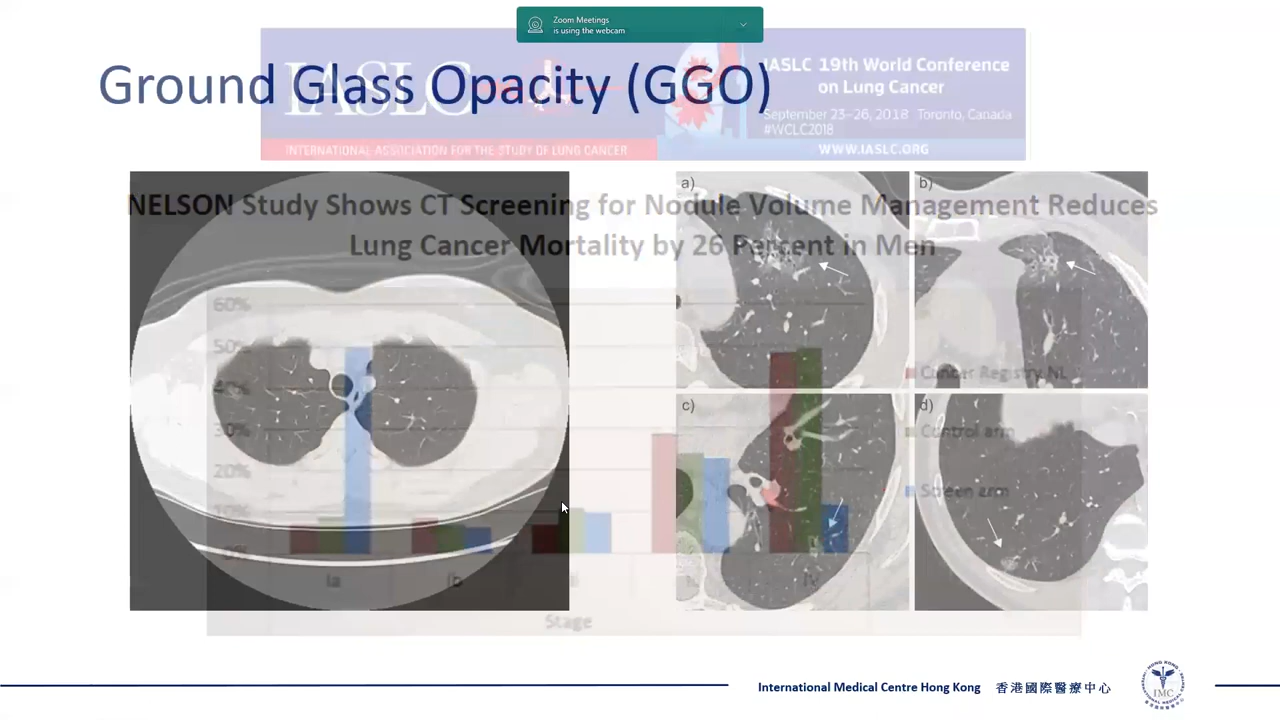 Zoom Meetings
is using the webcam
Ground Glass Opacity (GGO)
IASLC
IASLC 19th World Conference
on Lung Cancer
September 23–26, 2018 Toronto, Canada
#WCLC2018
INTERNATIONAL ASSOCIATION FOR THE STUDY OF LUNG CANCER
WWW.IASLC.ORG
NELSON Study Shows CT Screening for Nodule Volume Management Reduces
Lung Cancer Mortality by 26 Percent in Men
a)
b)
c)
d)
60%
50%
40%
30%
20%
10%
0%
Cancer Registry NL
Control arm
Screen arm
Ia
Ib
IV
Stage
International Medical Centre Hong Kong 香港國際醫療中心
HONG KONG
IMC